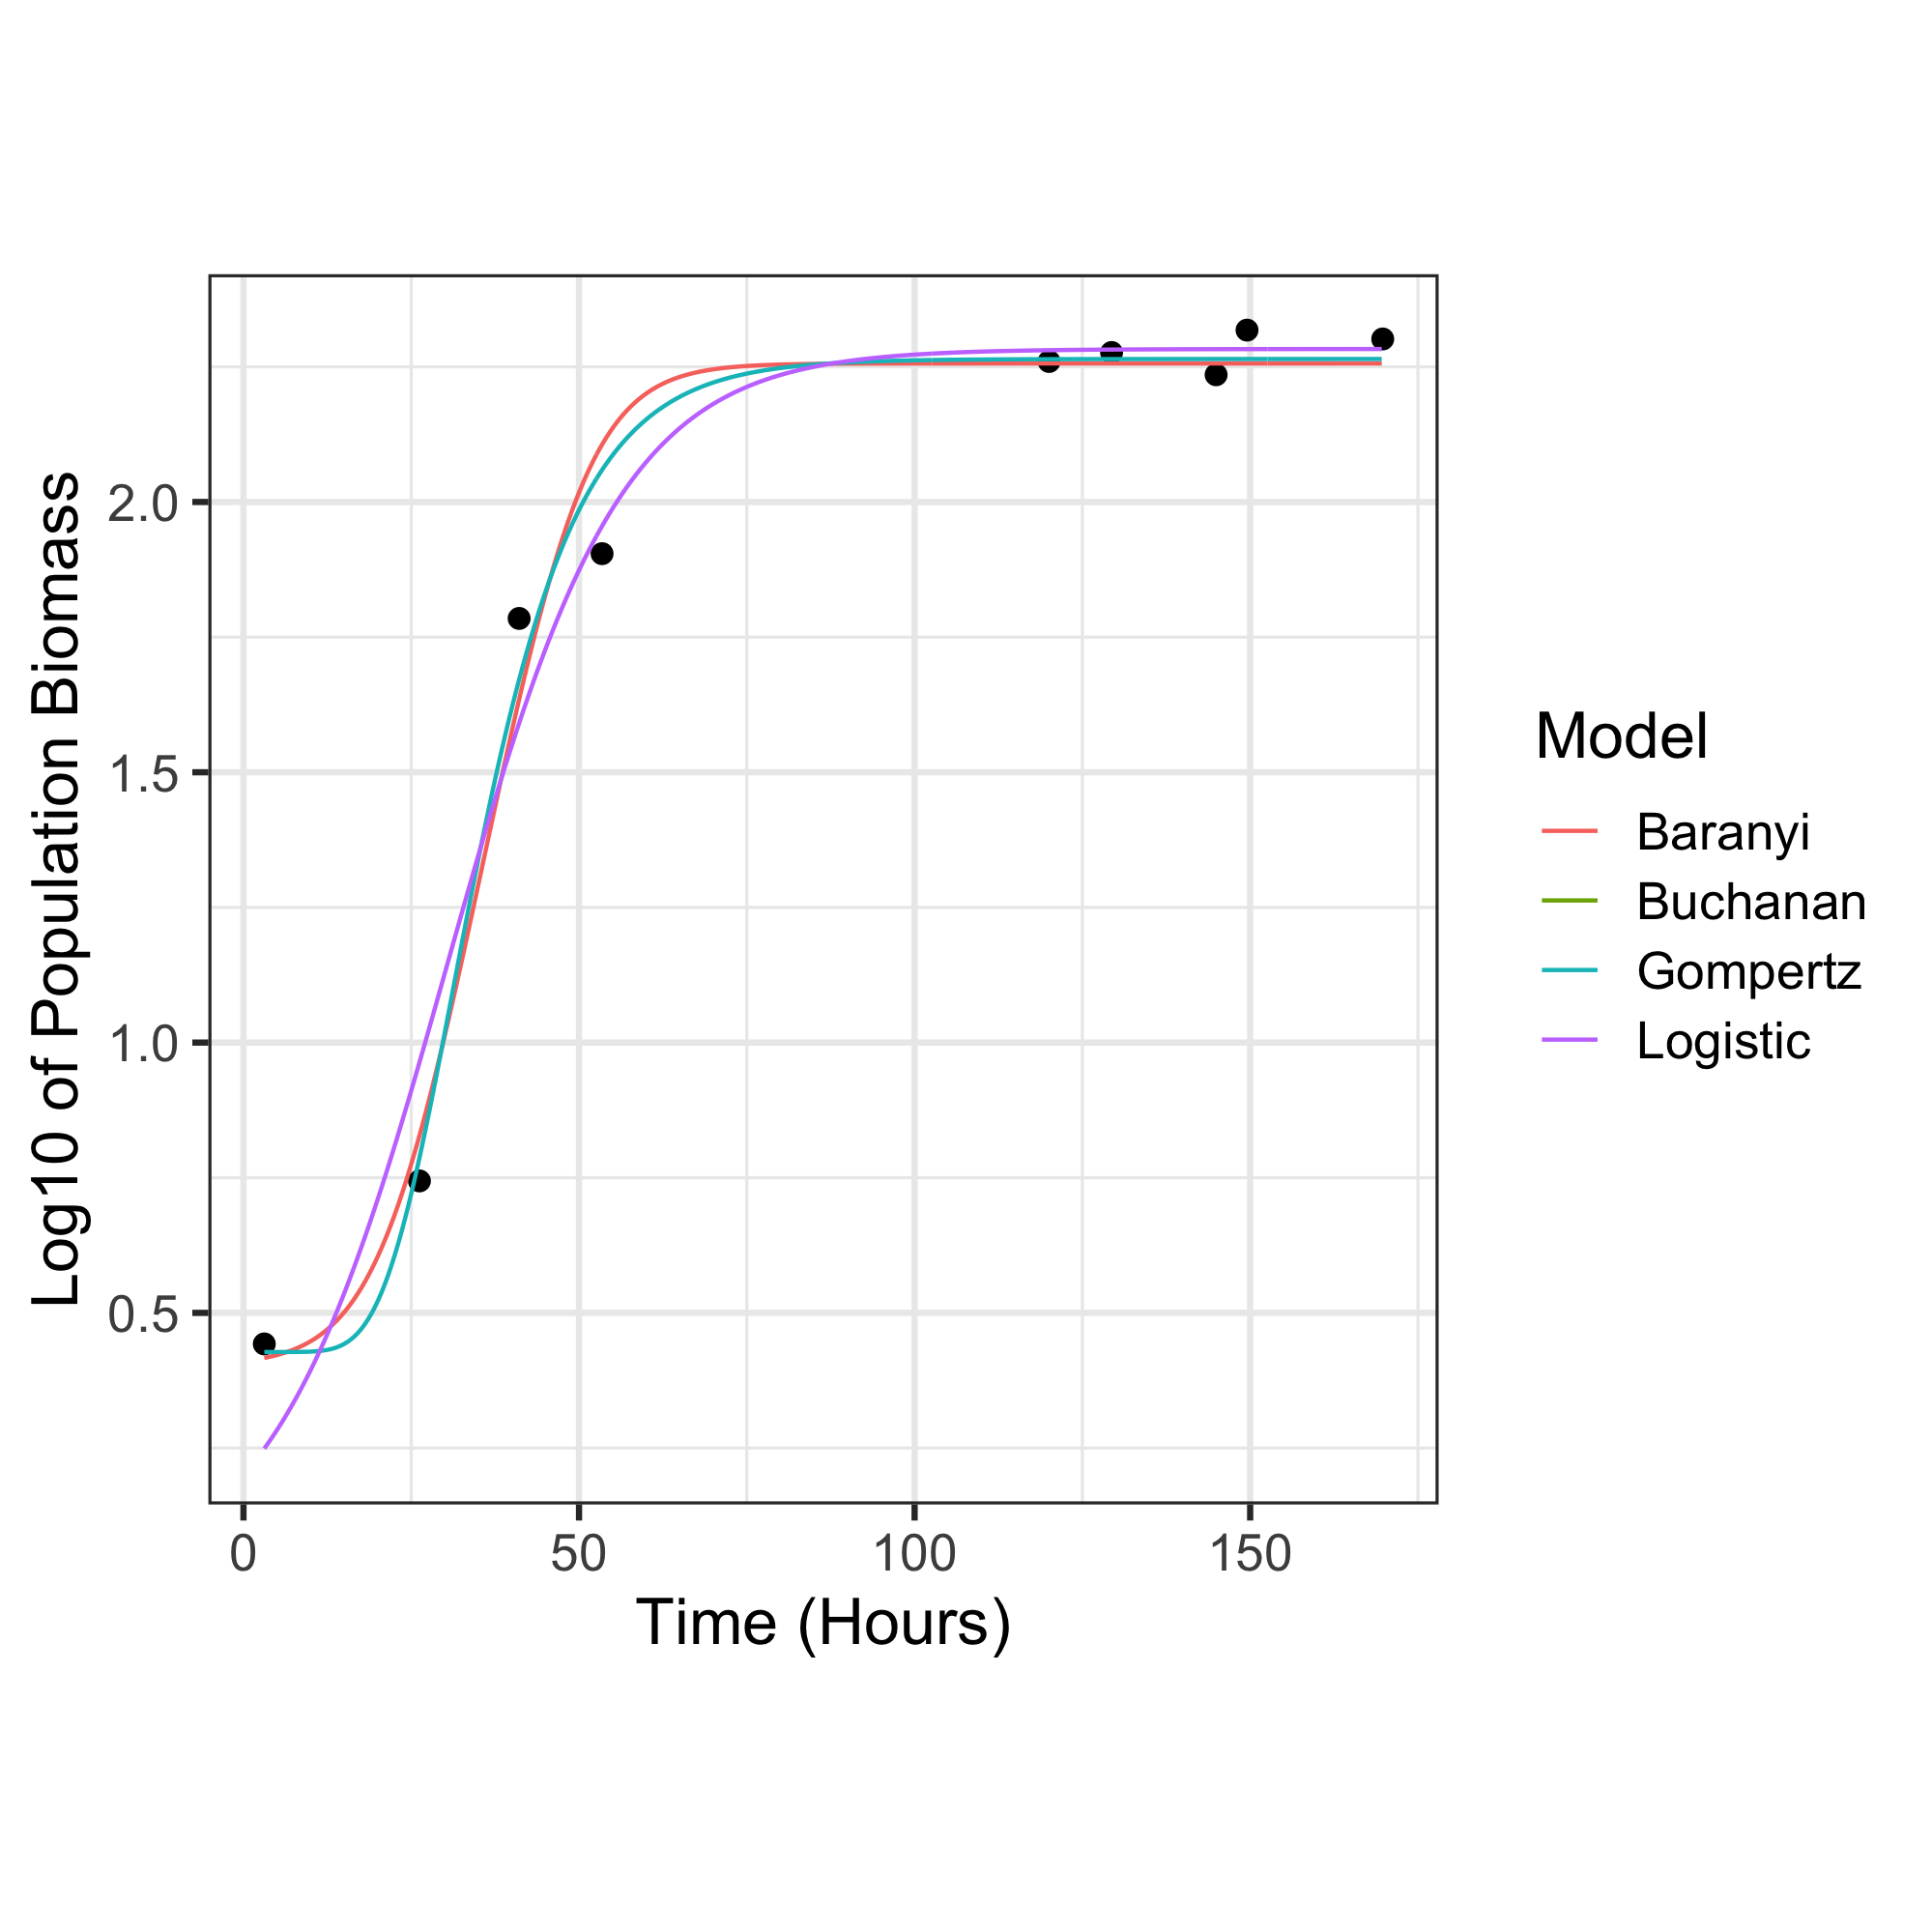 Log10 of Population Biomass
2.0
1.5
1.0
0.5
0
50
100
150
Time (Hours)
Model
Baranyi
Buchanan
Gompertz
Logistic